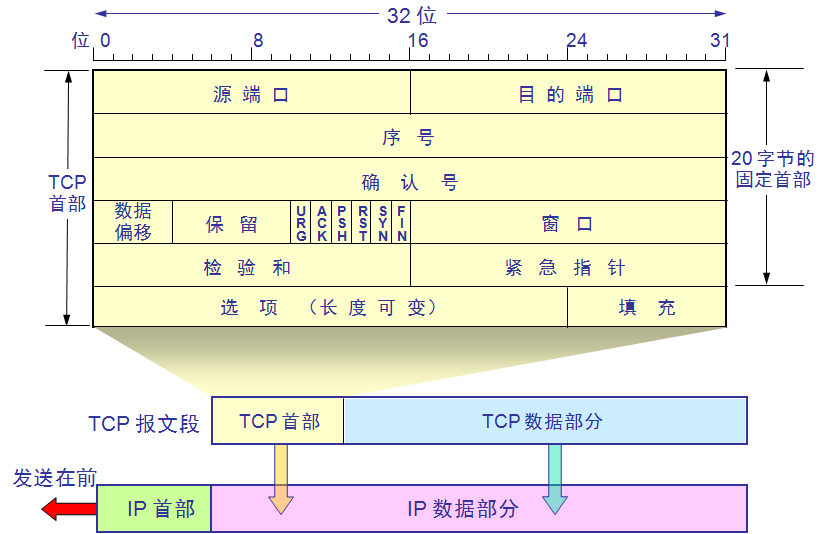 32 位
位 0 8 16 24 31
源 端 口 目 的 端 口
序 号
TCP
首部
20 字节的
固定首部
确 认 号
数据
偏移
保 留
URG
ACK
PSH
RST
SYN
FIN
窗 口
检 验 和 紧 急 指 针
选 项 （长 度 可 变） 填 充
TCP 报文段 TCP 首部 TCP 数据部分
发送在前
IP 首部 IP 数据部分